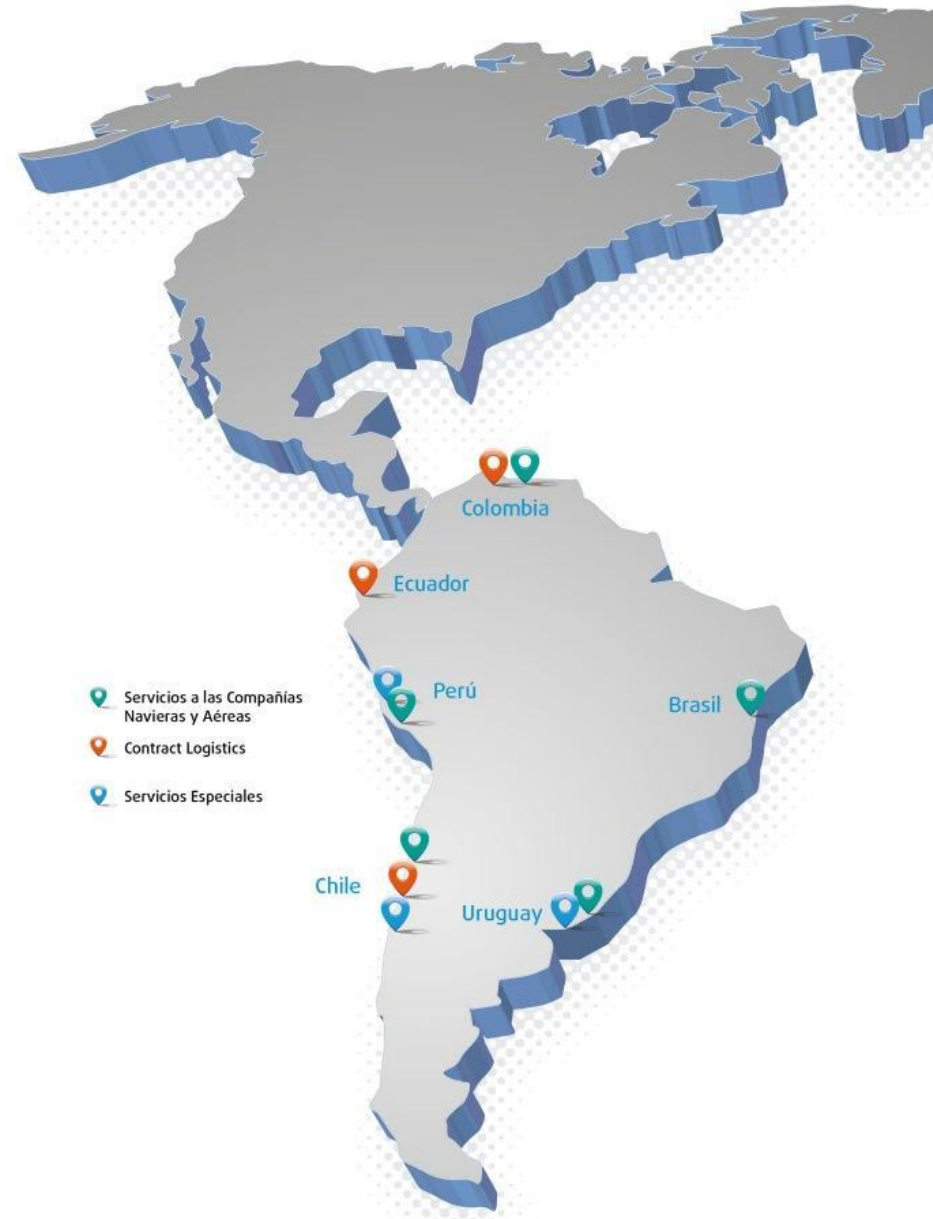 Colombia
Ecuador
Perú
Brasil
Servicios a las Compañías
Navieras y Aéreas
Contract Logistics
Servicios Especiales
Chile
Uruguay